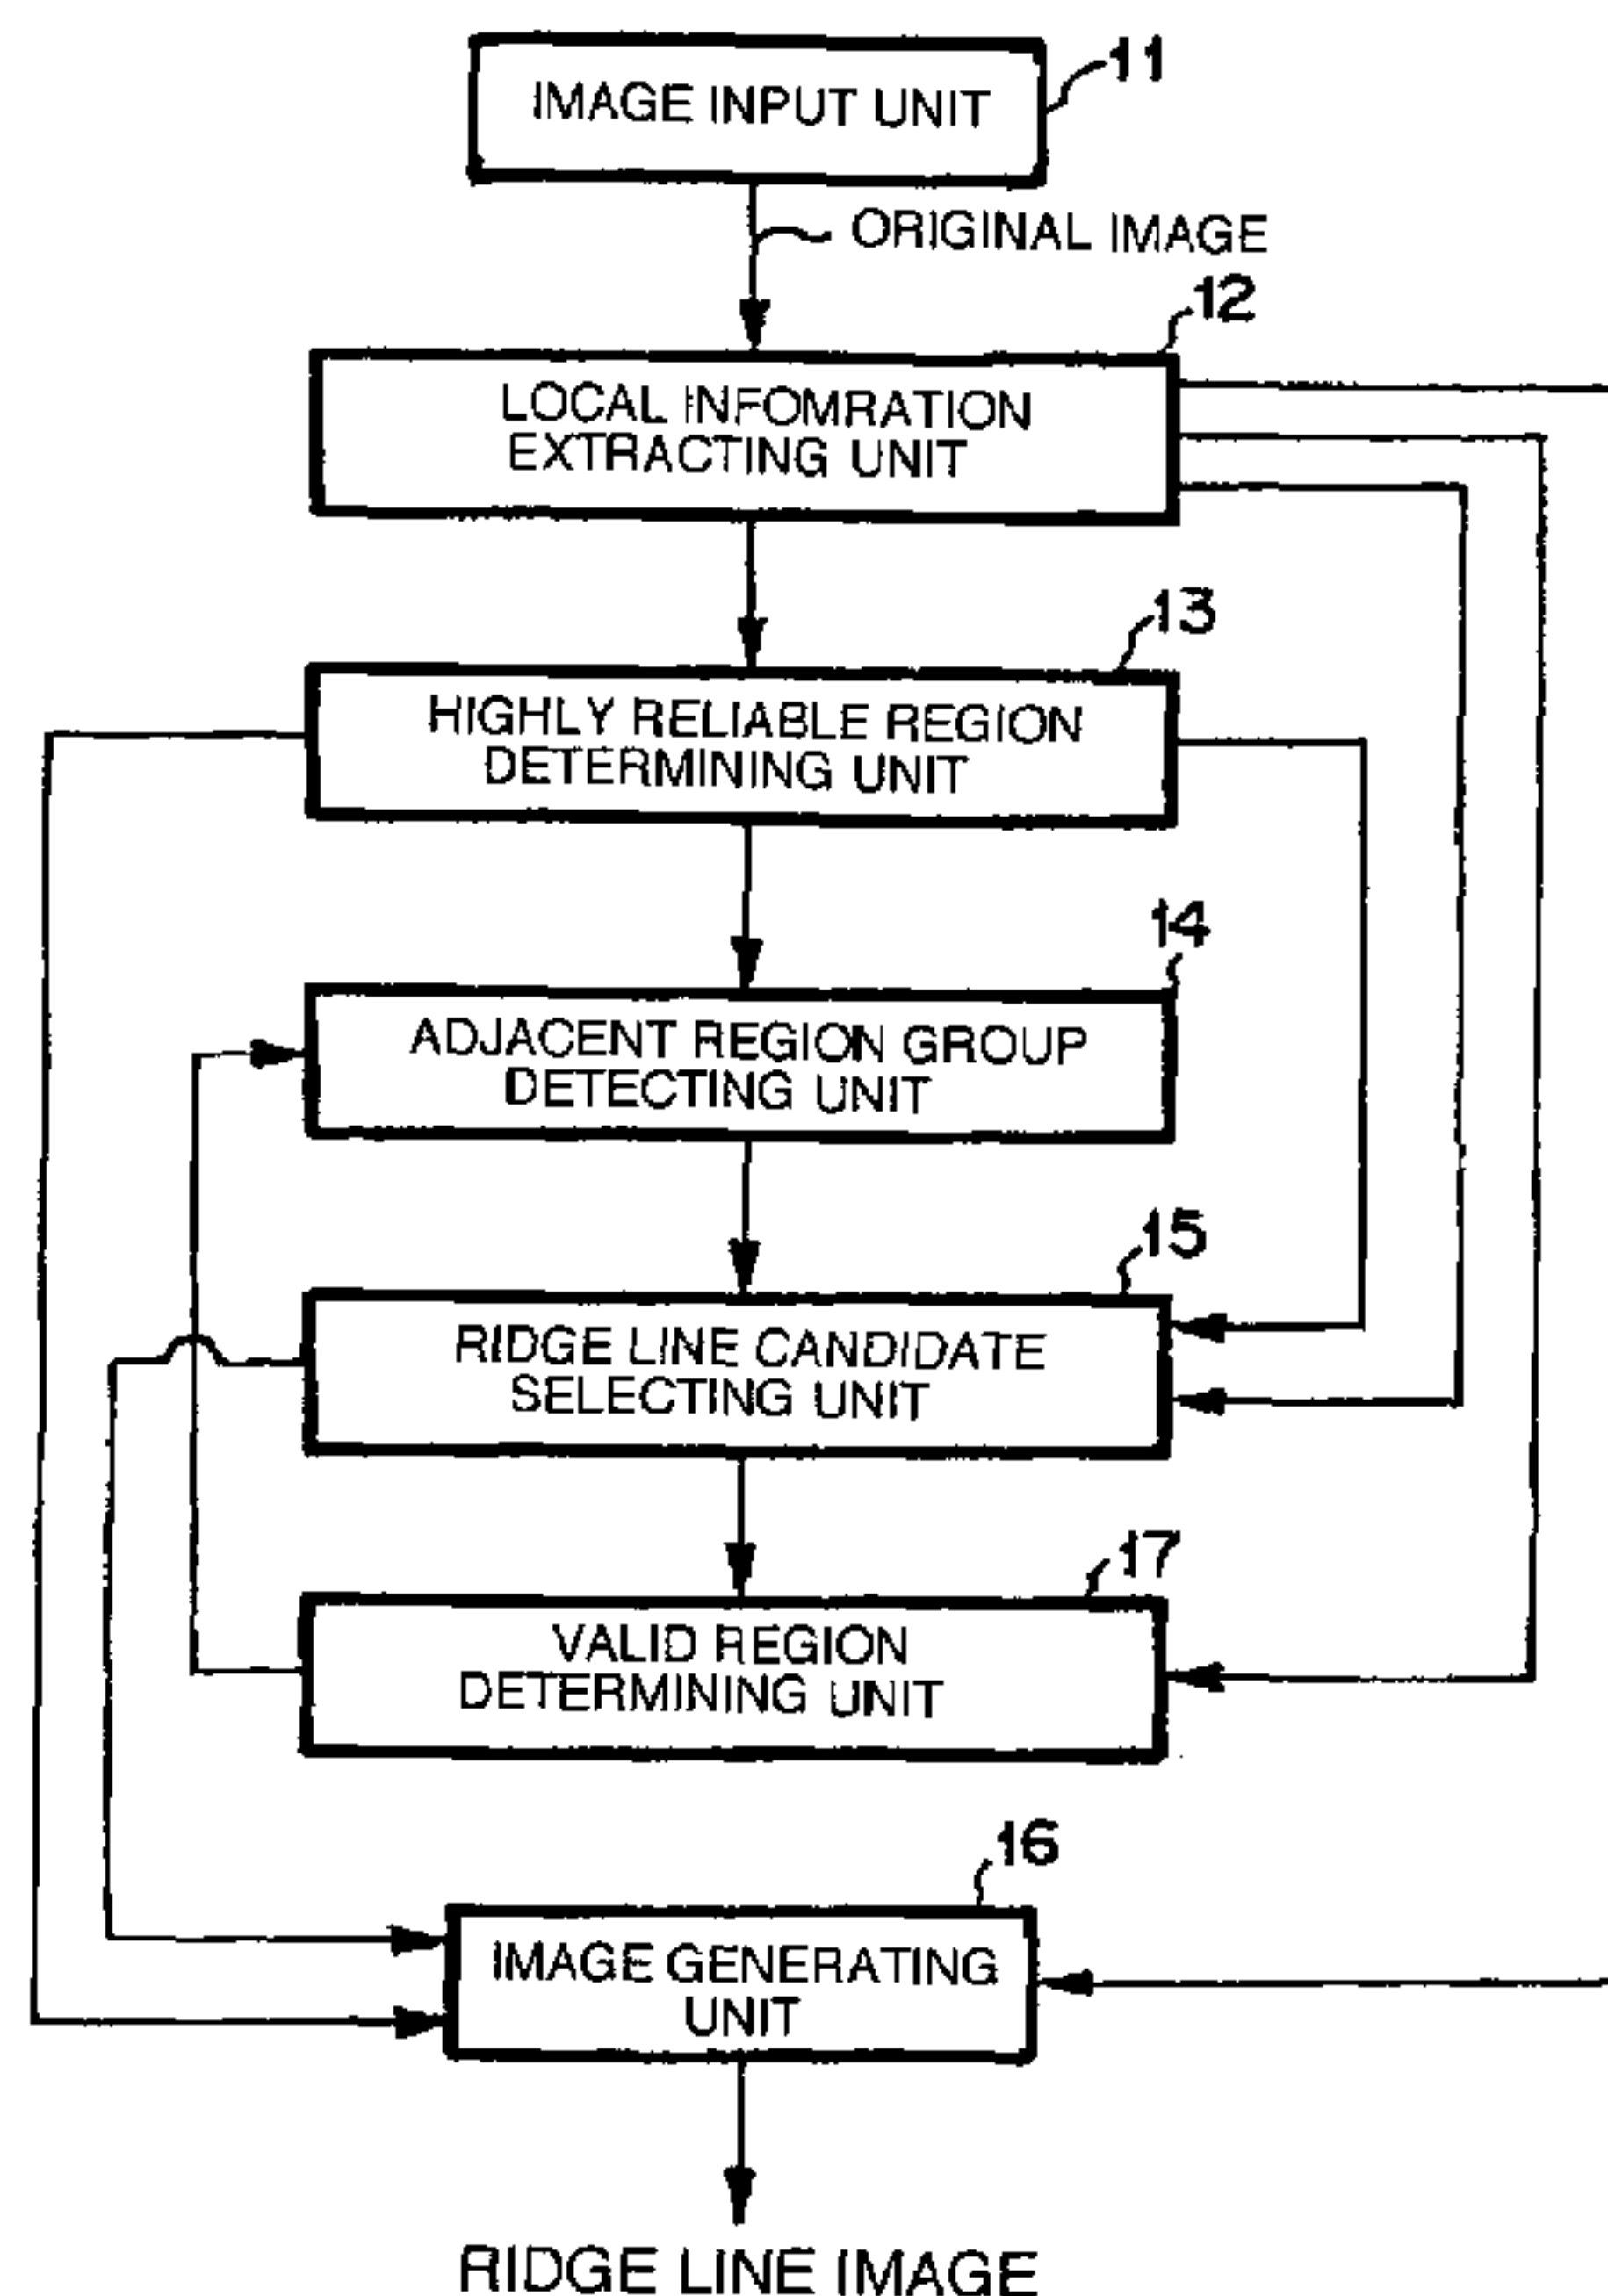 11
IMAGE INPUT UNIT
ORIGINAL IMAGE
12
LOCAL INFOMRATION
EXTRACTING UNIT
13
HIGHLY RELIABLE REGION
DETERMINING UNIT
14
ADJACENT REGION GROUP
DETECTING UNIT
15
RIDGE LINE CANDIDATE
SELECTING UNIT
17
VALID REGION
DETERMINING UNIT
16
IMAGE GENERATING
UNIT
RIDGE LINE IMAGE